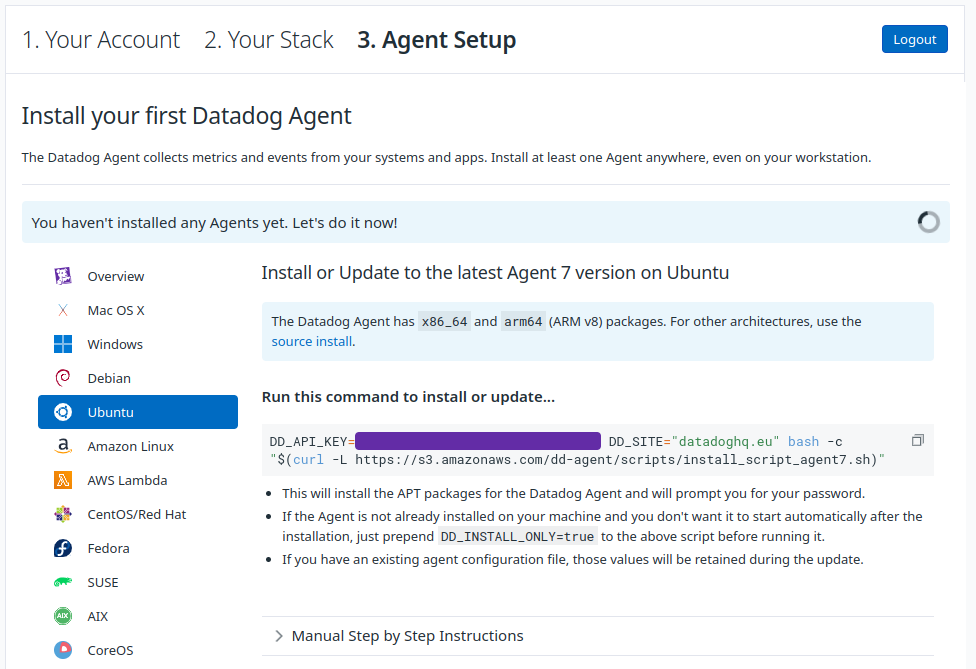 1. Your Account 2. Your Stack 3. Agent Setup
Logout
Install your first Datadog Agent
The Datadog Agent collects metrics and events from your systems and apps. Install at least one Agent anywhere, even on your workstation.
You haven't installed any Agents yet. Let's do it now!
Overview
Mac OS X
Windows
Debian
Ubuntu
Amazon Linux
AWS Lambda
CentOS/Red Hat
Fedora
SUSE
AIX
AIX
CoreOS
Install or Update to the latest Agent 7 version on Ubuntu
The Datadog Agent has x86_64 and arm64 (ARM v8) packages. For other architectures, use the
source install.
Run this command to install or update...
DD_API_KEY= DD_SITE="datadoghq.eu" bash -c
"$(curl -L https://s3.amazonaws.com/dd-agent/scripts/install_script_agent7.sh)"
• This will install the APT packages for the Datadog Agent and will prompt you for your password.
• If the Agent is not already installed on your machine and you don't want it to start automatically after the
installation, just prepend DD_INSTALL_ONLY=true to the above script before running it.
• If you have an existing agent configuration file, those values will be retained during the update.
Manual Step by Step Instructions